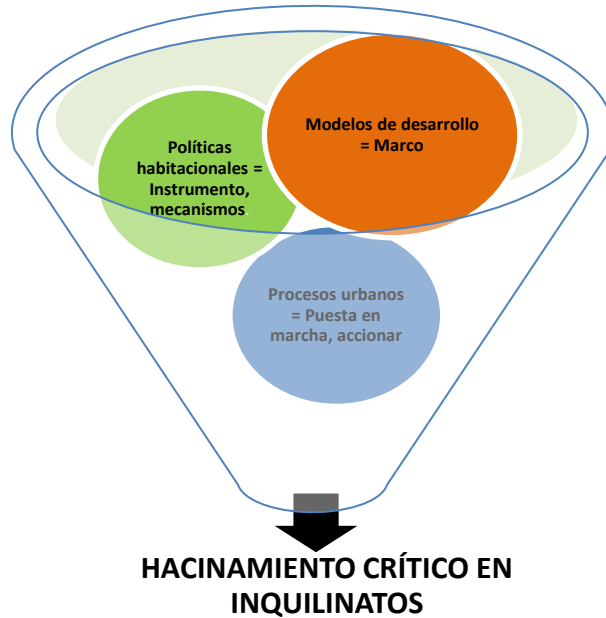 Modelos de desarrollo
= Marco
Políticas
habitacionales =
Instrumento,
mecanismos.
Procesos urbanos
= Puesta en
marcha, accionar
HACINAMIENTO CRÍTICO EN
INQUILINATOS